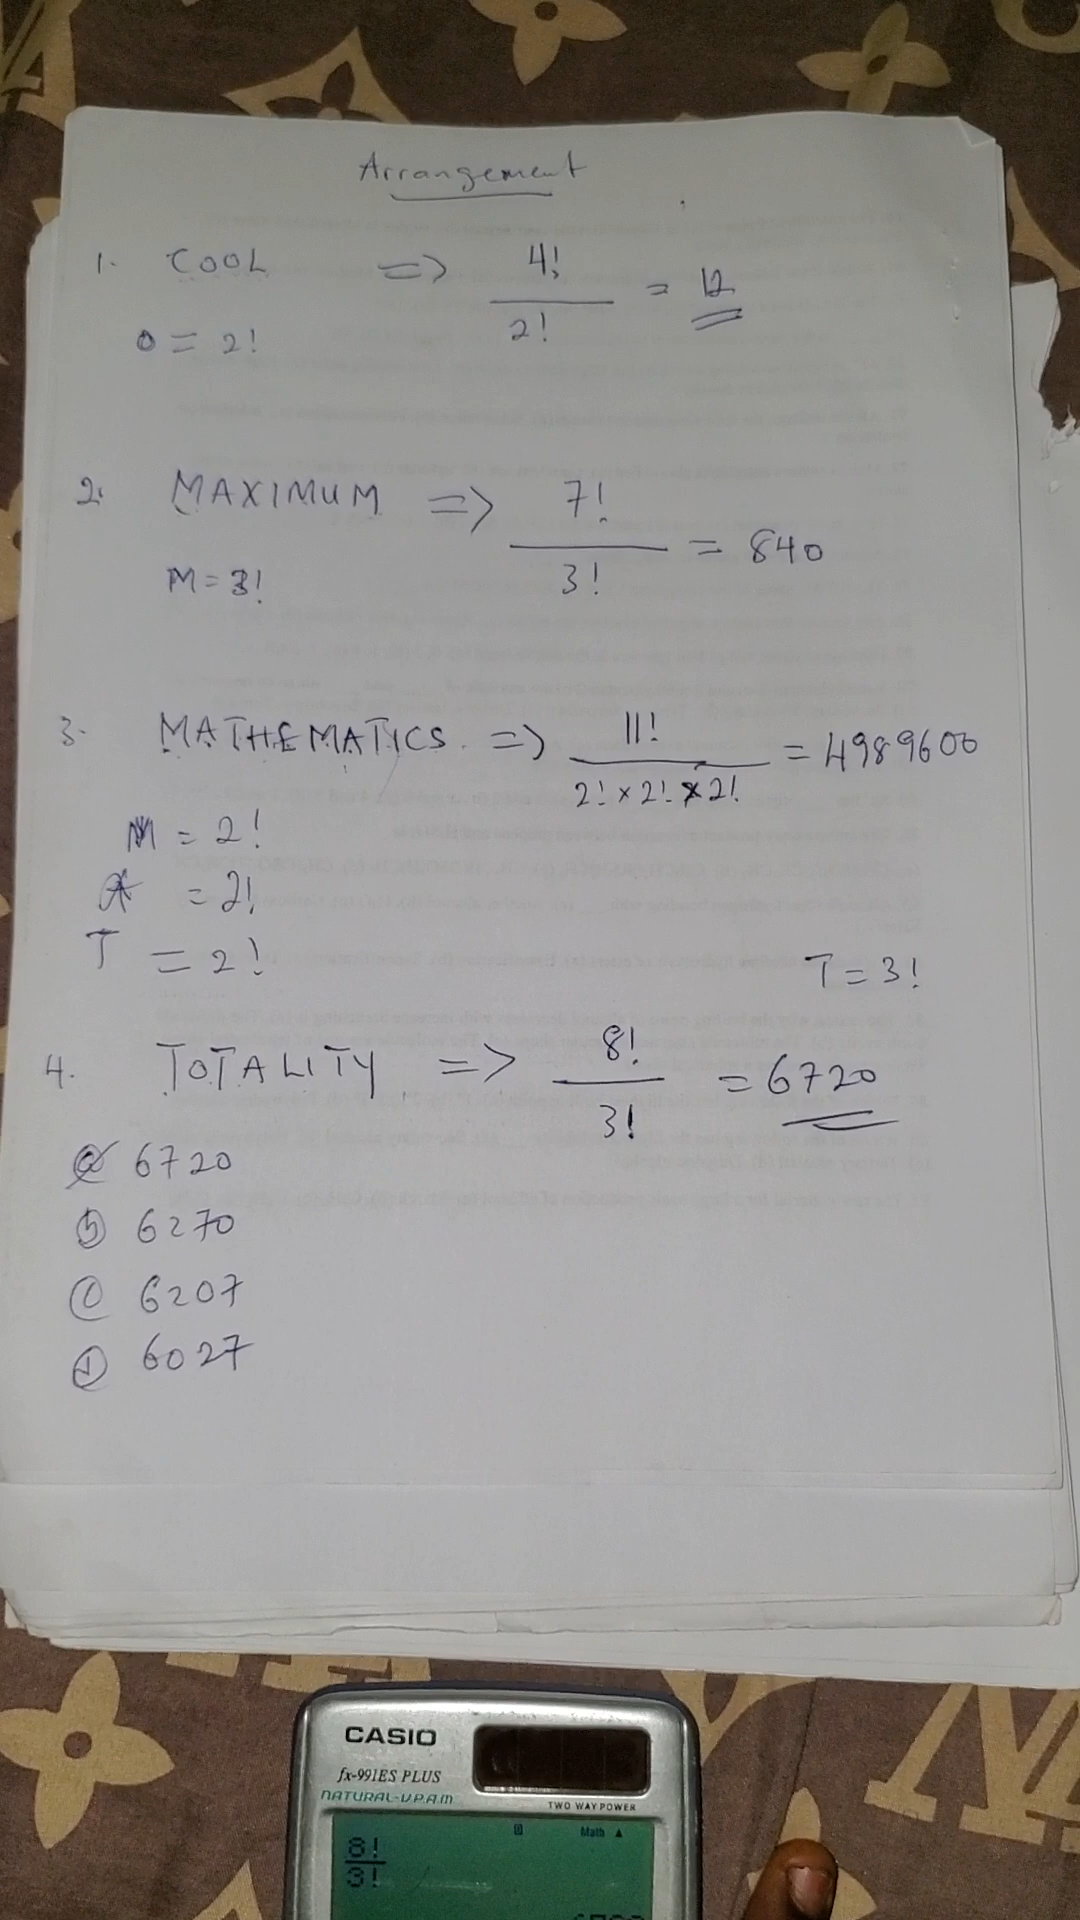 Arrangement
1. COOL => 4!/2! = 12
O = 2!
2. MAXIMUM => 7!/3! = 840
M = 3!
3. MATHEMATICS. => 11!/2! x 2! x 2! = 4989600
M = 2!
A = 2!
T = 2!
T = 3!
4. TOTALITY => 8!/3! = 6720
(a) 6720
(b) 6270
(c) 6207
(d) 6027
CASIO
fx-991ES PLUS
NATURAL-V.P.A.M.
TWO WAY POWER
D Math ▲
8!
3!